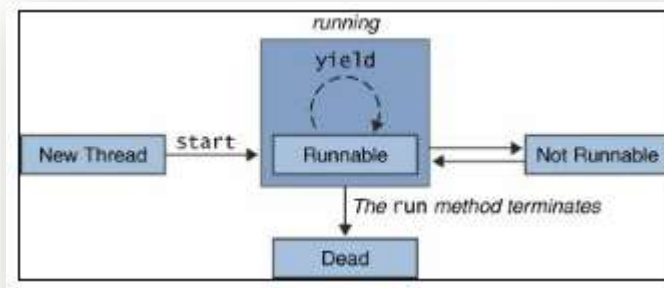 running
yield
start
New Thread
Runnable
Not Runnable
The run method terminates
Dead